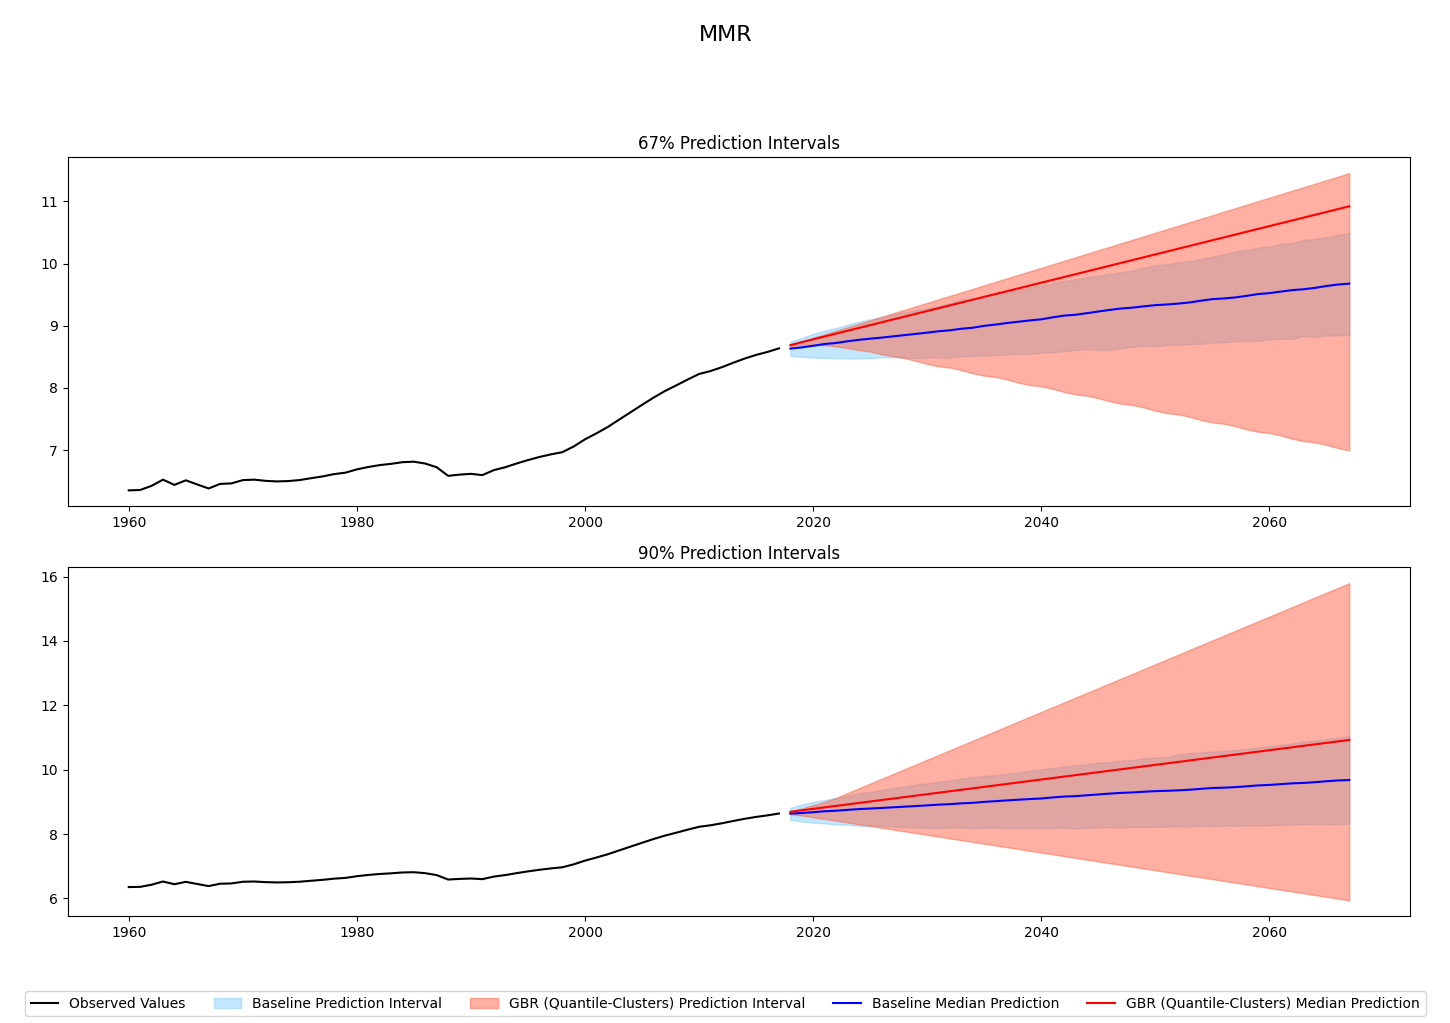 MMR
67% Prediction Intervals
11
10
9
8
7
1960 1980 2000 2020 2040 2060
90% Prediction Intervals
16
14
12
10
8
6
1960 1980 2000 2020 2040 2060
Observed Values Baseline Prediction Interval GBR (Quantile-Clusters) Prediction Interval Baseline Median Prediction GBR (Quantile-Clusters) Median Prediction